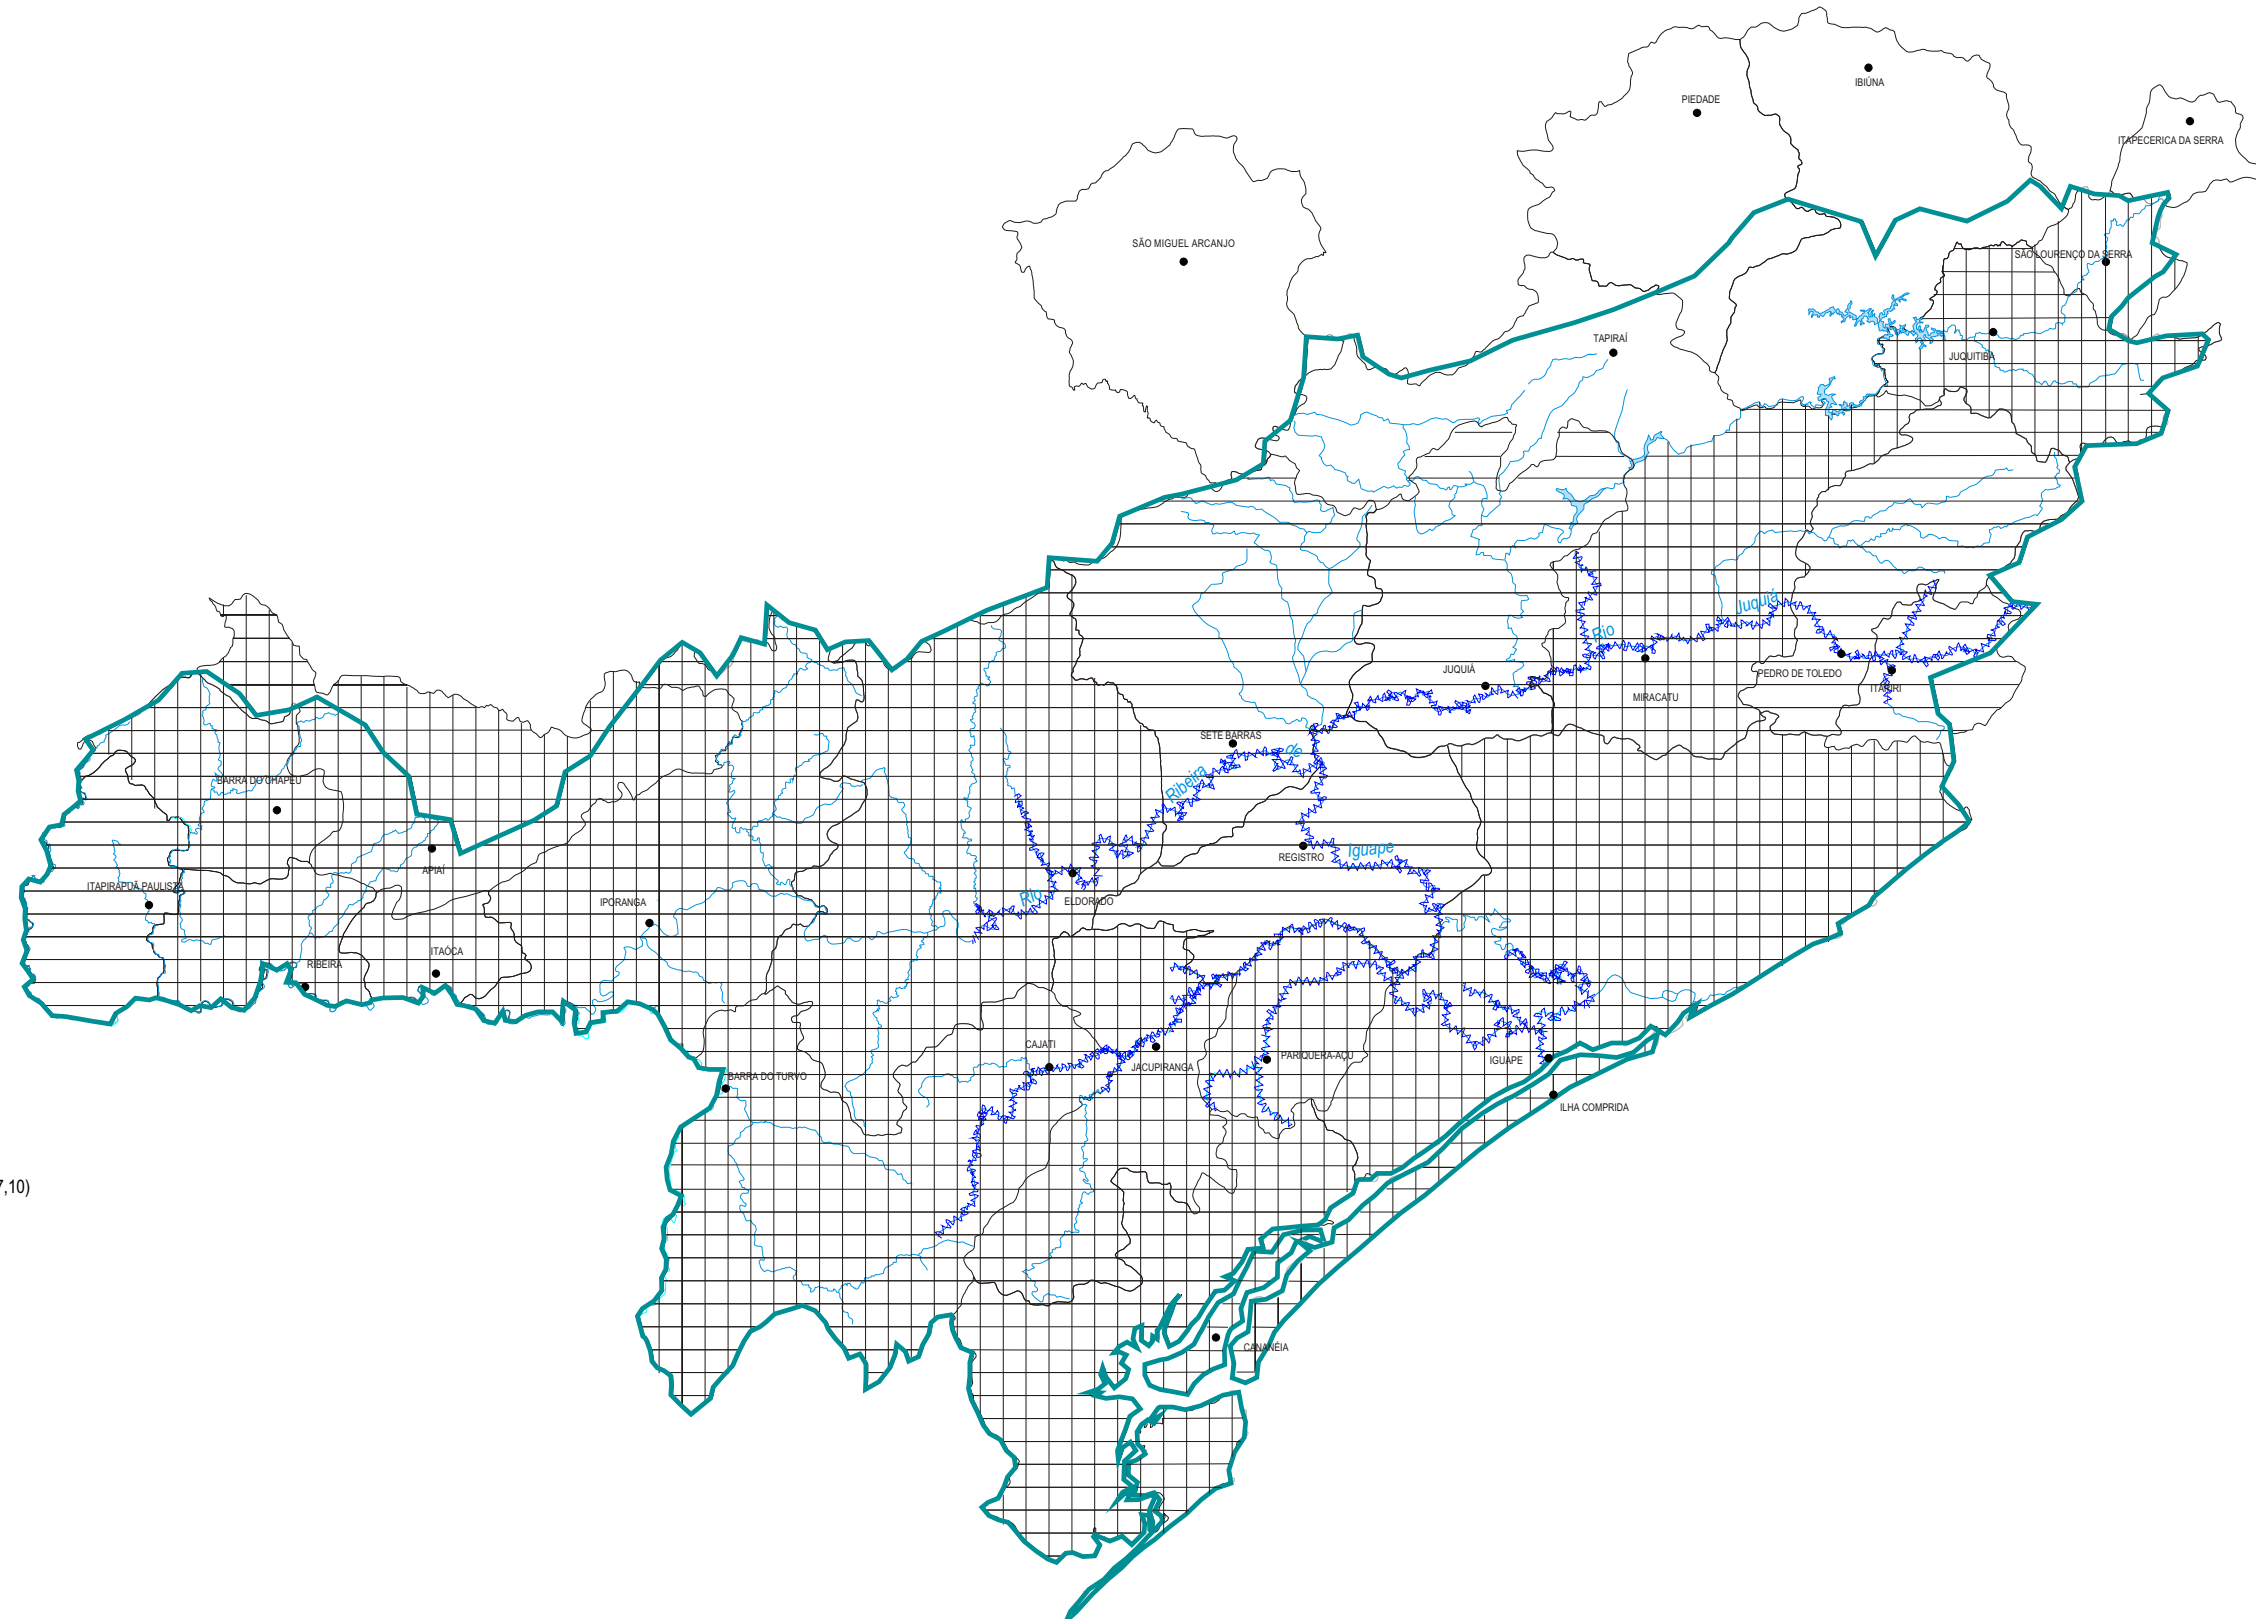 IBIÚNA
PIEDADE
ITAPECERICA DA SERRA
SÃO MIGUEL ARCANJO
SÃO LOURENÇO DA SERRA
TAPIRAÍ
JUQUITIBA
Juquiá
Rio
JUQUIÁ
PEDRO DE TOLEDO
ITARIRI
MIRACATU
SETE BARRAS
de
Ribeira
BARRA DO CHAPÉU
Iguape
REGISTRO
APIAÍ
ITAPIRAPUÃ PAULISTA
Rio
ELDORADO
IPORANGA
ITAÓCA
RIBEIRA
CAJATI
PARIQUERA-AÇU
IGUAPE
JACUPIRANGA
BARRA DO TURVO
ILHA COMPRIDA
7,10)
CANANÉIA